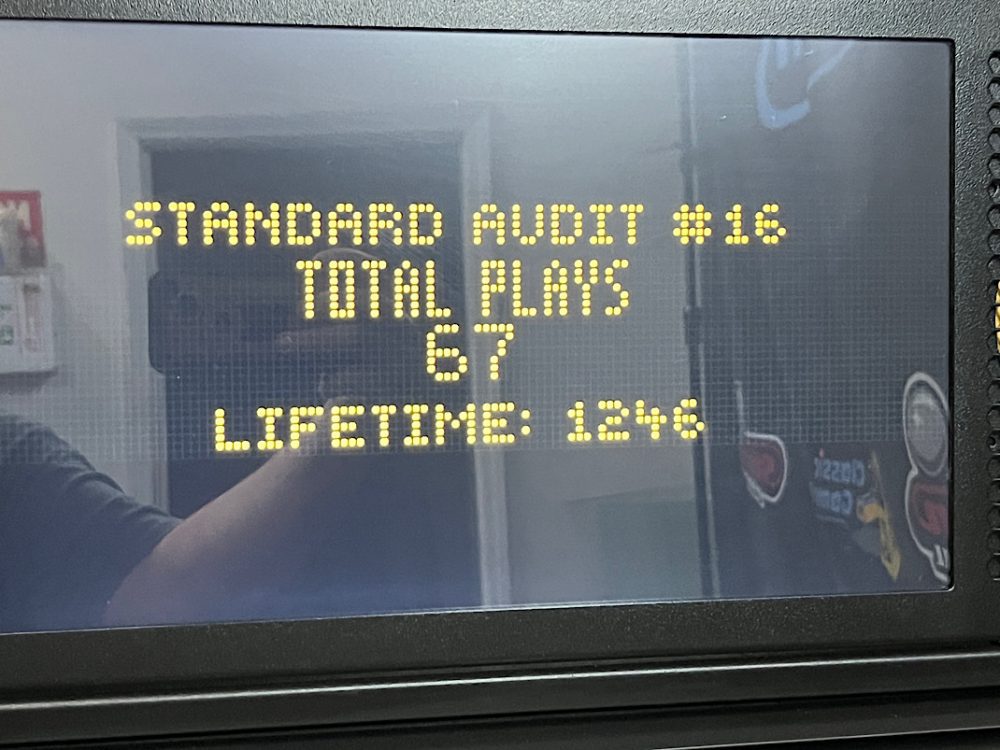 STANDARD AUDIT #16
TOTAL PLAYS
67
LIFETIME: 1246